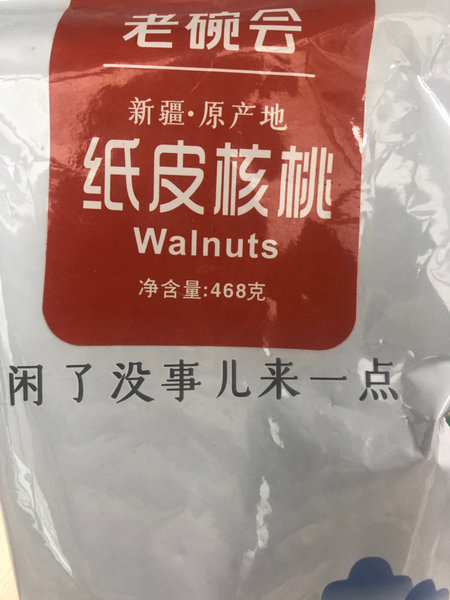 老碗会
新疆·原产地
纸皮核桃
Walnuts
净含量:468克
闲了没事儿来一点